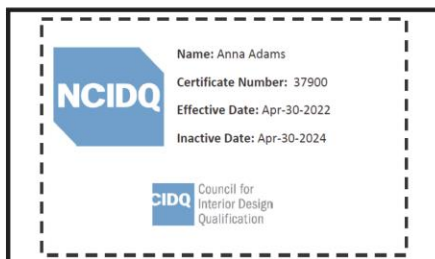 NCIDQ
Name: Anna Adams
Certificate Number: 37900
Effective Date: Apr-30-2022
Inactive Date: Apr-30-2024
CIDQ
Council for
Interior Design
Qualification